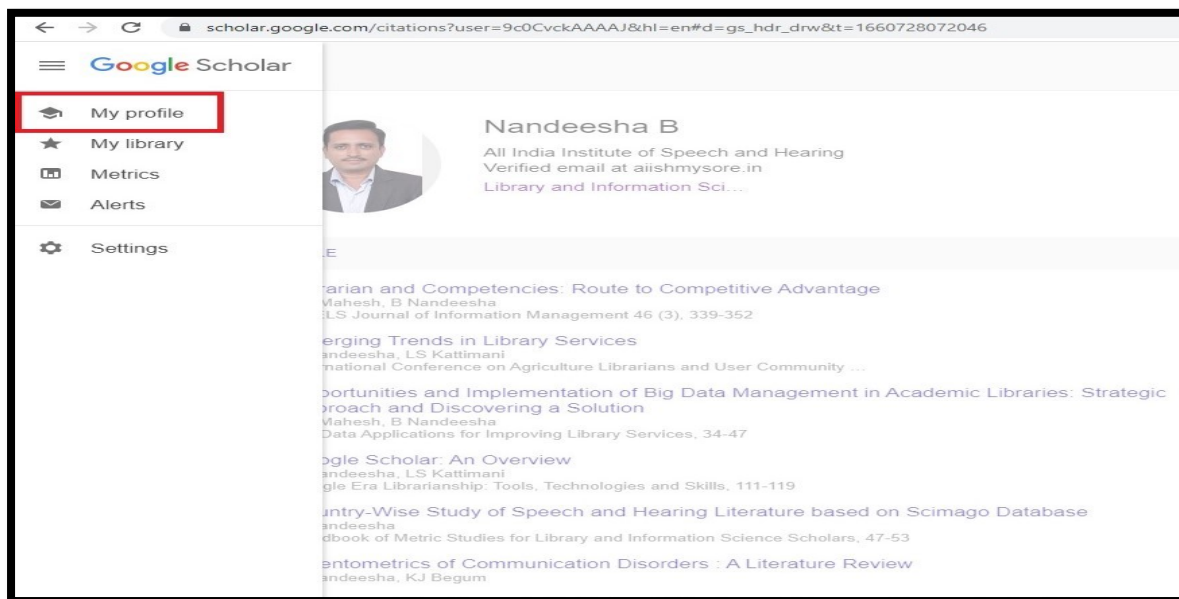 scholar.google.com/citations?user=9c0CvckAAAAJ&hl=en#d=gs_hdr_drw&t=1660728072046
Google Scholar
My profile
My library
Metrics
Alerts
Settings
Nandeesha B
All India Institute of Speech and Hearing
Verified email at aiishmysore.in
Library and Information Sci...
LE
arian and Competencies: Route to Competitive Advantage
Mahesh, B Nandeesha
LS Journal of Information Management 46 (3), 339-352
erging Trends in Library Services
andeesha, LS Kattimani
rnational Conference on Agriculture Librarians and User Community ...
portunities and Implementation of Big Data Management in Academic Libraries: Strategic
proach and Discovering a Solution
Mahesh, B Nandeesha
Data Applications for Improving Library Services, 34-47
ogle Scholar: An Overview
andeesha, LS Kattimani
gle Era Librarianship: Tools, Technologies and Skills, 111-119
untry-Wise Study of Speech and Hearing Literature based on Scimago Database
andeesha
dbook of Metric Studies for Library and Information Science Scholars, 47-53
entometrics of Communication Disorders : A Literature Review
andeesha, KJ Begum